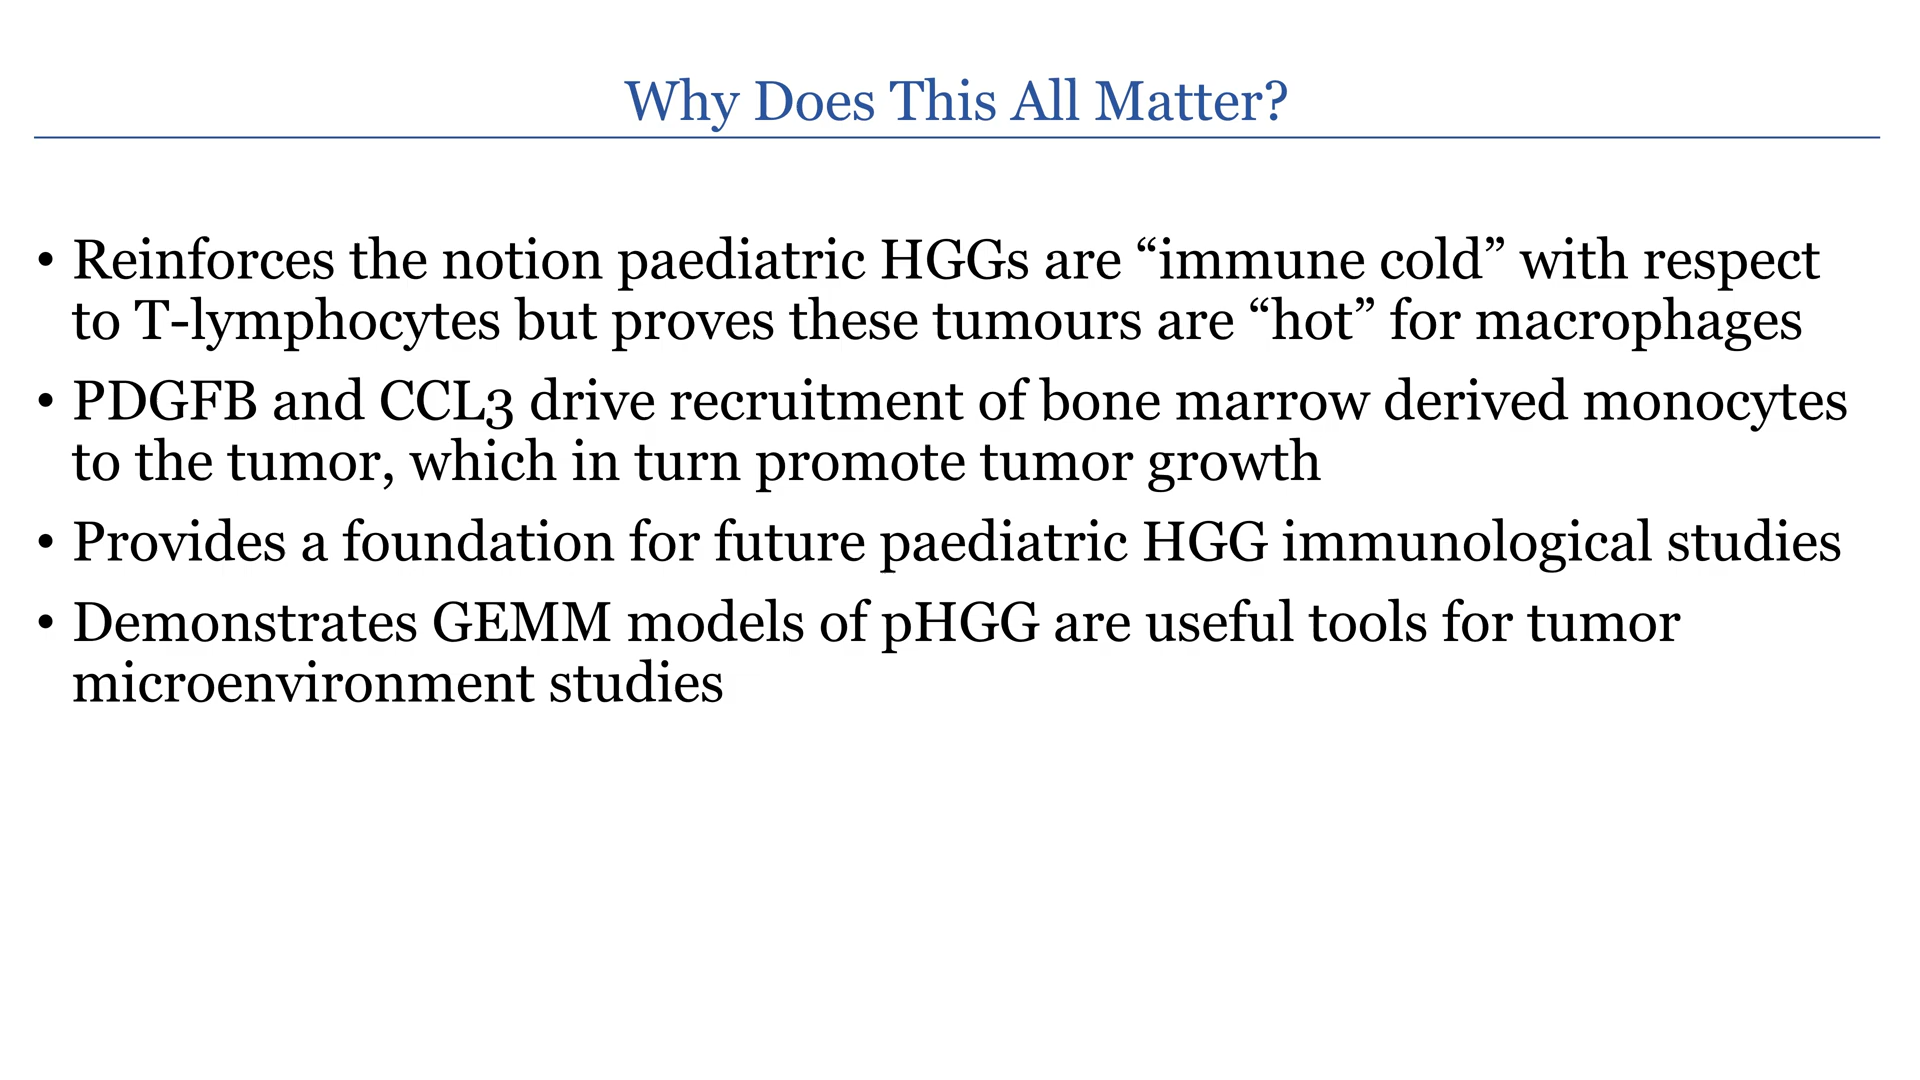 Why Does This All Matter?
• Reinforces the notion paediatric HGGs are “immune cold” with respect
to T-lymphocytes but proves these tumours are “hot” for macrophages
• PDGFB and CCL3 drive recruitment of bone marrow derived monocytes
to the tumor, which in turn promote tumor growth
• Provides a foundation for future paediatric HGG immunological studies
• Demonstrates GEMM models of pHGG are useful tools for tumor
microenvironment studies